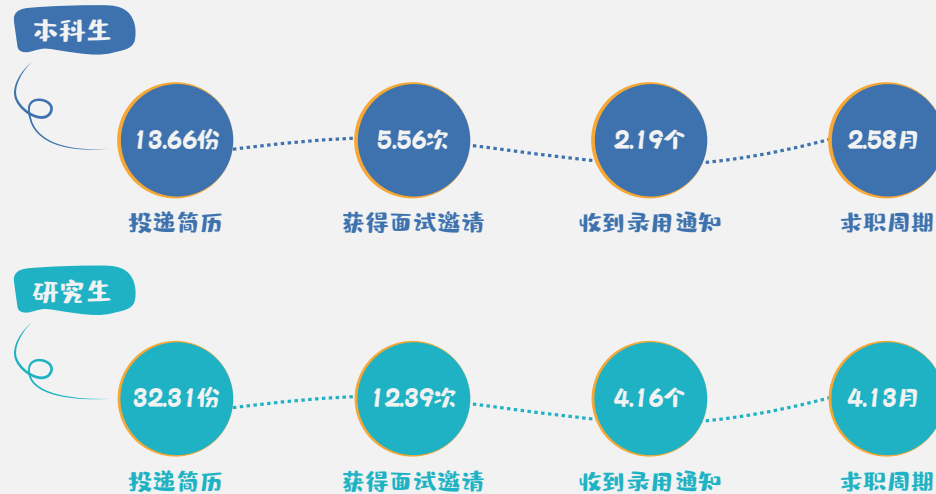 本科生
13.66份 5.56次 2.19个 2.58月
投递简历 获得面试邀请 收到录用通知 求职周期
研究生
32.31份 12.39次 4.16个 4.13月
投递简历 获得面试邀请 收到录用通知 求职周期